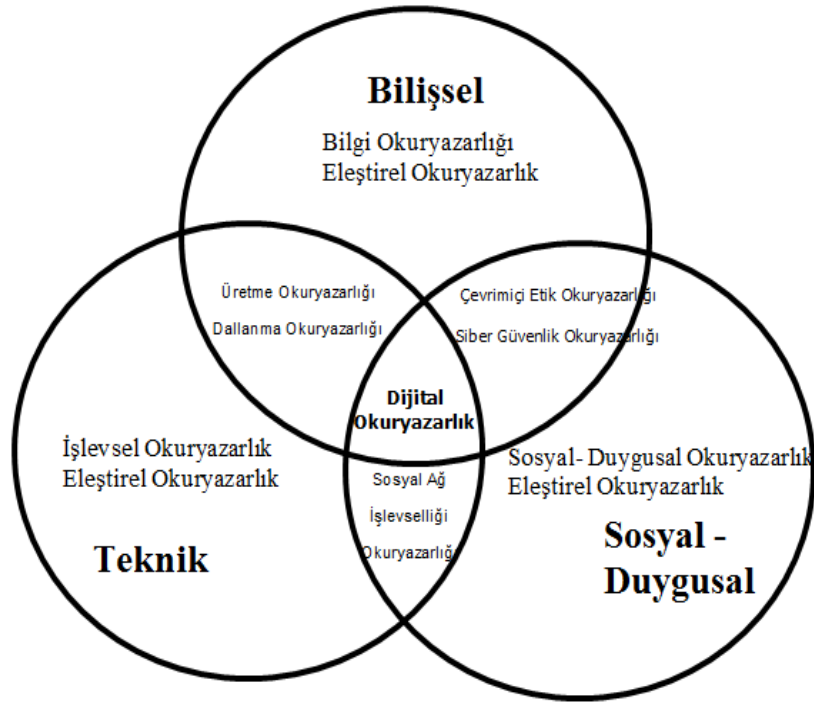 Bilişsel
Bilgi Okuryazarlığı
Eleştirel Okuryazarlık
Üretme Okuryazarlığı
Dallanma Okuryazarlığı
Çevrimiçi Etik Okuryazarlığı
Siber Güvenlik Okuryazarlığı
Dijital
Okuryazarlık
İşlevsel Okuryazarlık
Eleştirel Okuryazarlık
Teknik
Sosyal Ağ
İşlevselliği
Okuryazarlığı
Sosyal- Duygusal Okuryazarlık
Eleştirel Okuryazarlık
Sosyal -
Duygusal